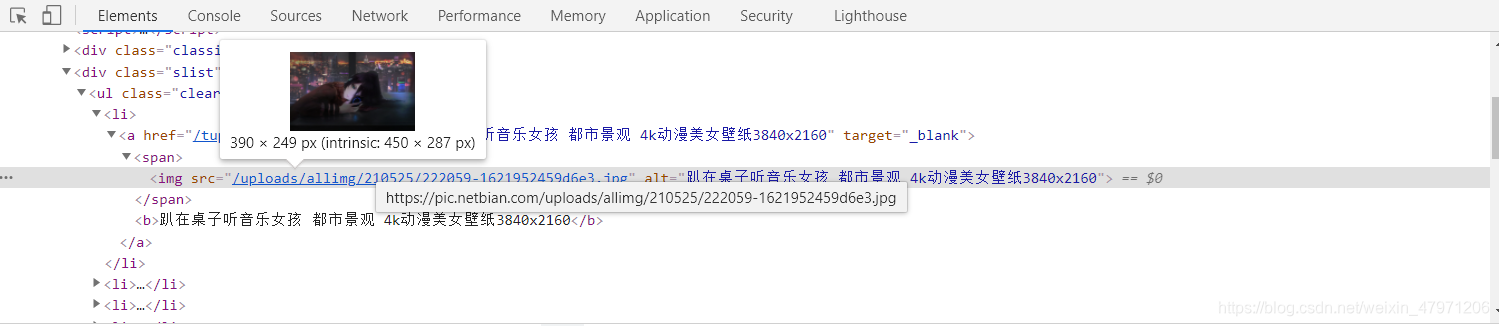 Elements Console Sources Network Performance Memory Application Security Lighthouse
<div class="classi
<div class="slist"
<ul class="clear
<li>
<a href="/tup 听音乐女孩 都市景观 4k动漫美女壁纸3840x2160" target="_blank">
390 × 249 px (intrinsic: 450 × 287 px)
<span>
<img src="/uploads/allimg/210525/222059-1621952459d6e3.jpg" alt="趴在桌子听音乐女孩 都市景观 4k动漫美女壁纸3840x2160"> == $0
</span>
https://pic.netbian.com/uploads/allimg/210525/222059-1621952459d6e3.jpg
<b>趴在桌子听音乐女孩 都市景观 4k动漫美女壁纸3840x2160</b>
</a>
</li>
<li>…</li>
<li>…</li>
https://blog.csdn.net/weixin_47971206